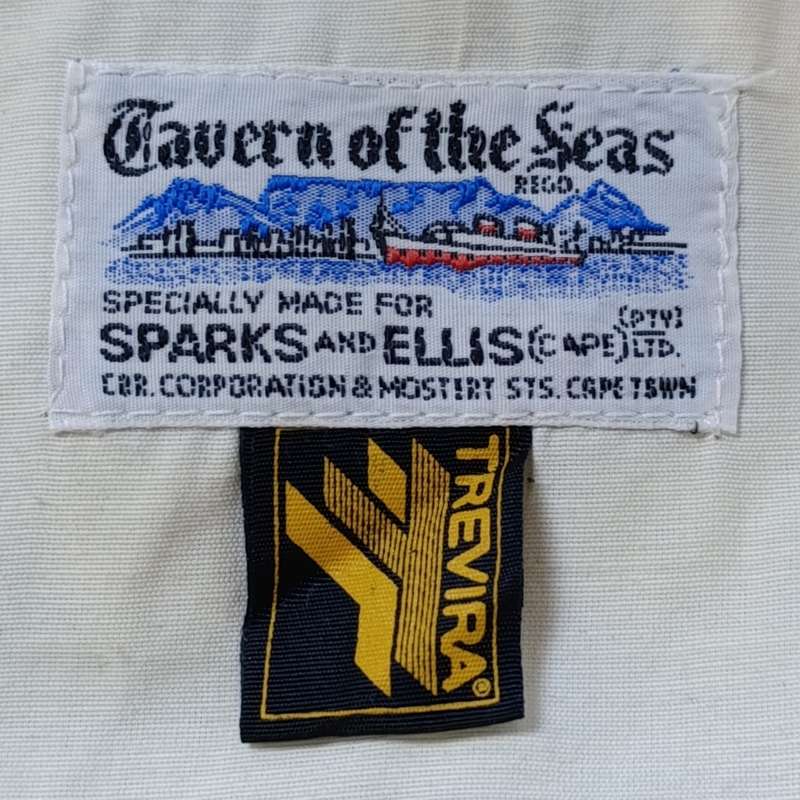 Tavern of the Seas
REGD.
SPECIALLY MADE FOR
SPARKS AND ELLIS (CAPE) (PTY) LTD.
COR. CORPORATION & MOSTERT STS. CAPE TOWN
TREVIRA®